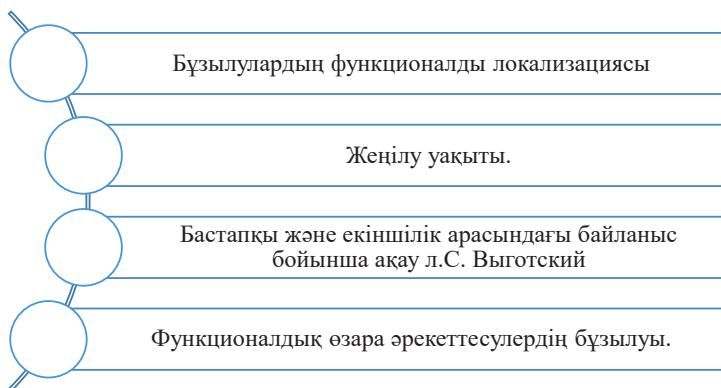 Бұзылулардың функционалды локализациясы
Жеңілу уақыты.
Бастапқы және екіншілік арасындағы байланыс
бойынша ақау л.С. Выготский
Функционалдық өзара әрекеттесулердің бұзылуы.